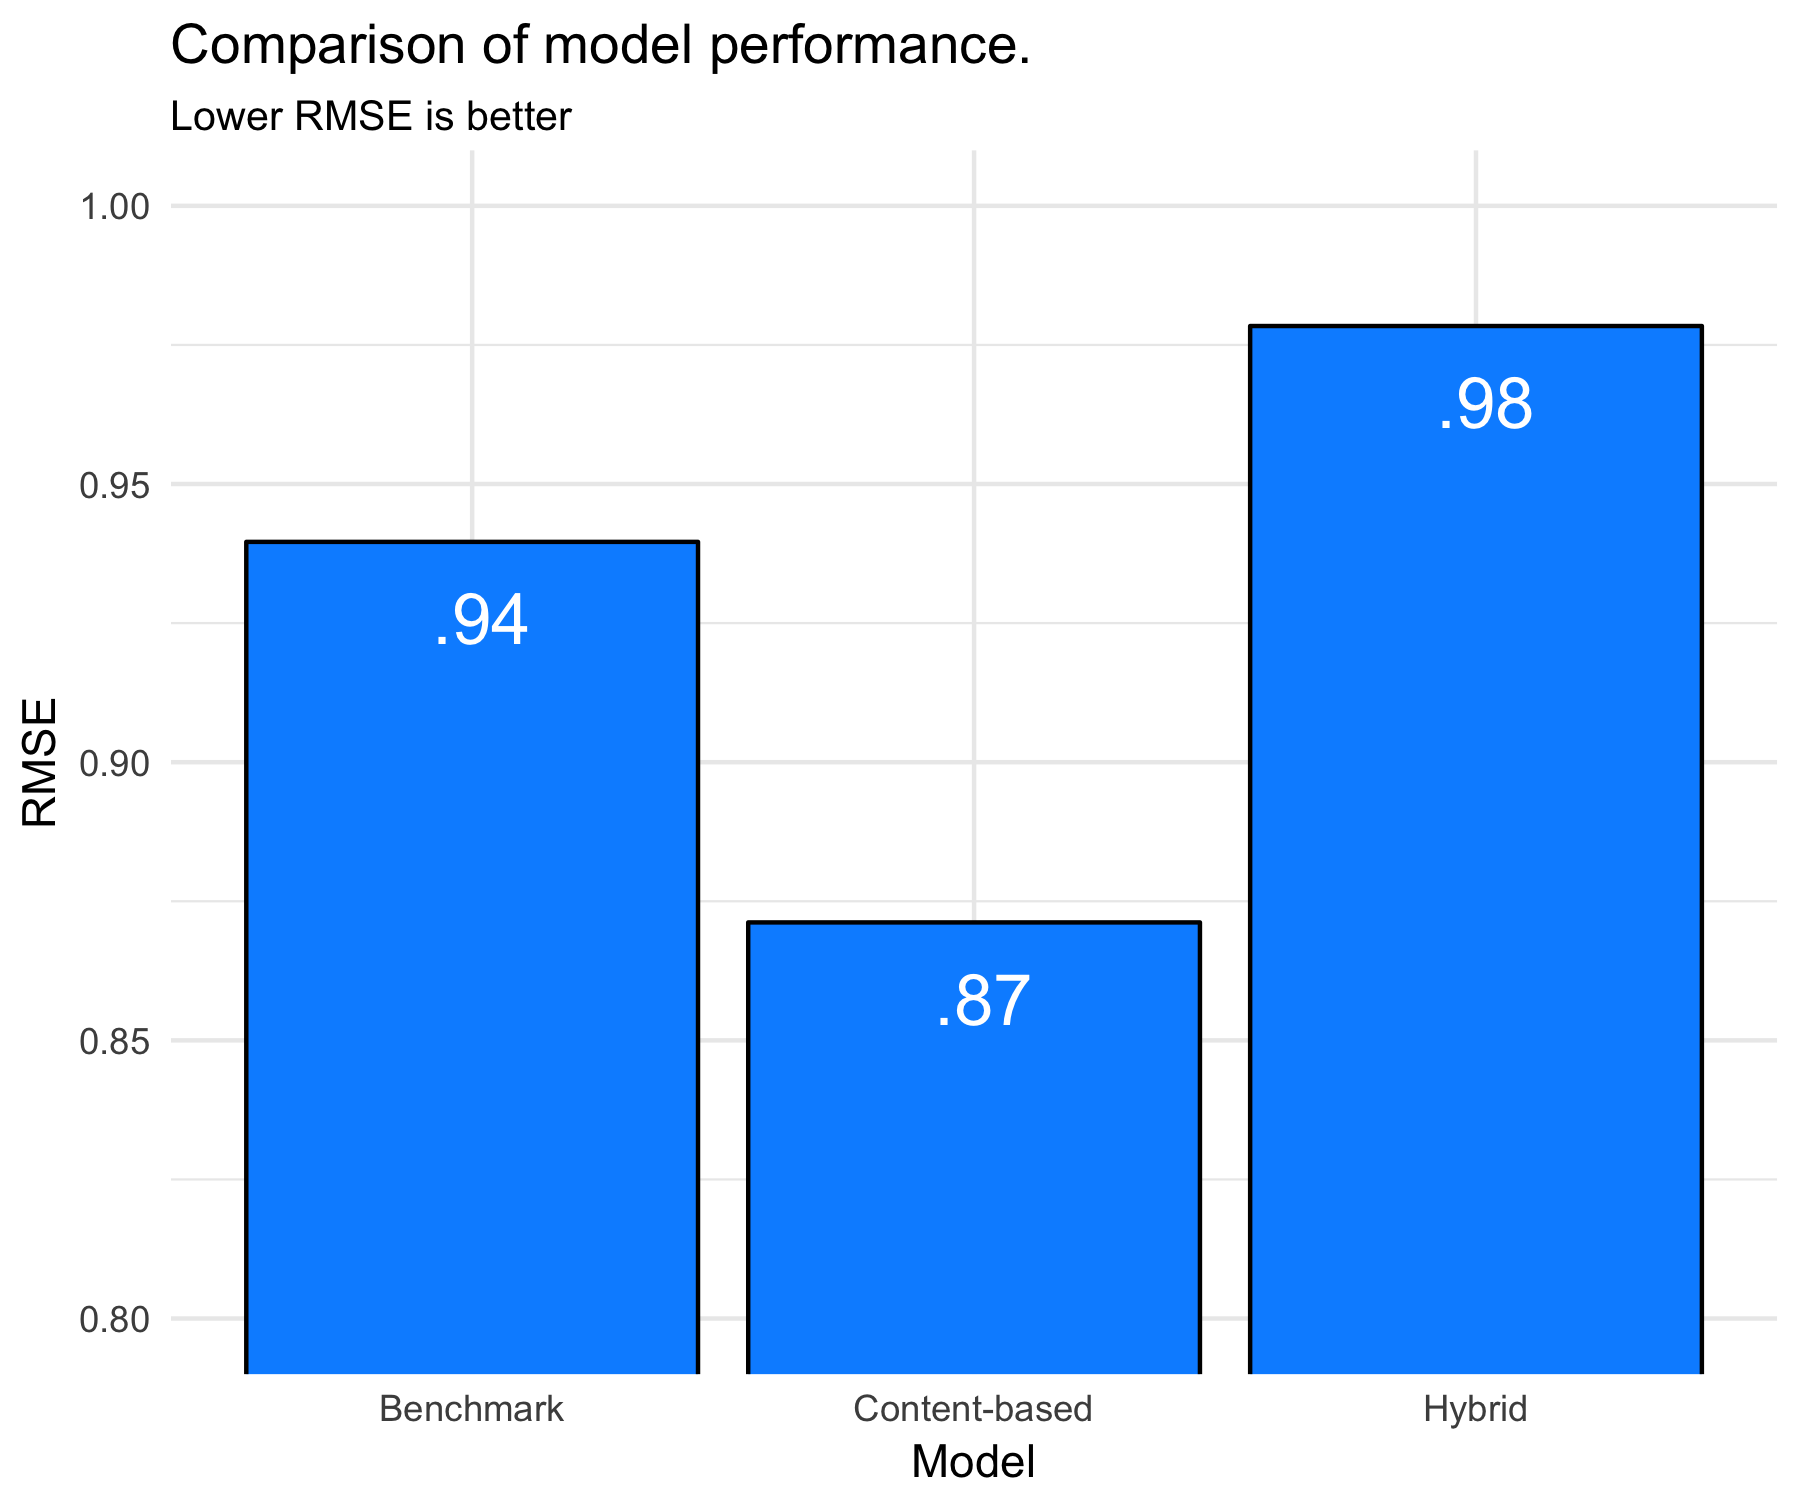 Comparison of model performance.
Lower RMSE is better
1.00
0.95
0.90
0.85
0.80
RMSE
.94
.87
.98
Benchmark
Content-based
Hybrid
Model